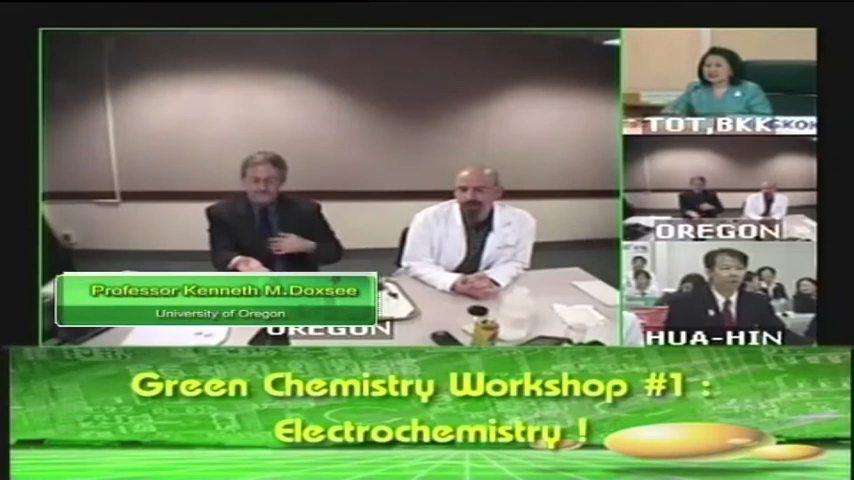 TOT,BKK
OREGON
HUA-HIN
Professor Kenneth M.Doxsee
University of Oregon
OREGON
Green Chemistry Workshop #1 :
Electrochemistry !